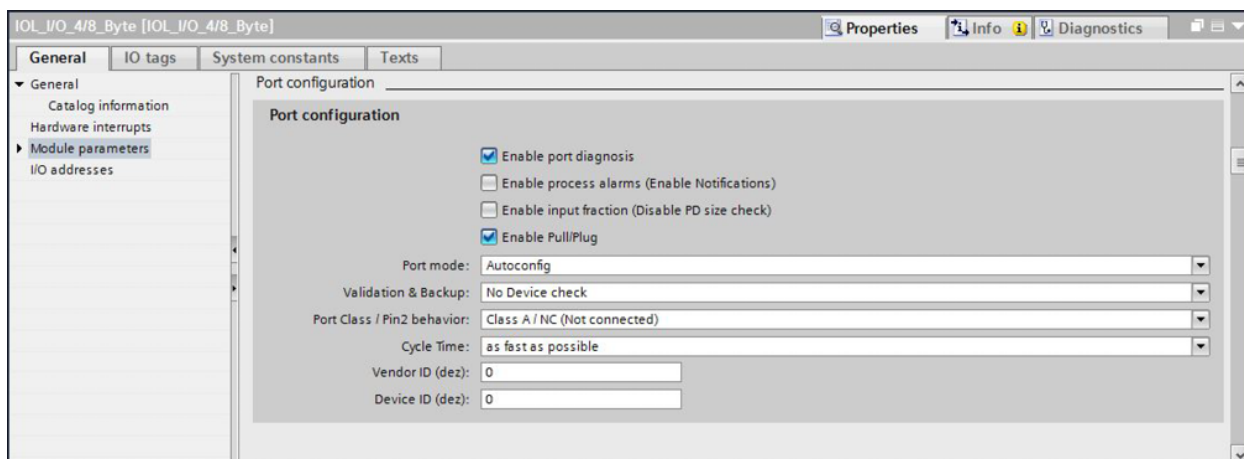 IOL_I/O_4/8_Byte [IOL_I/O_4/8_Byte]
Properties
Info
Diagnostics
General
IO tags
System constants
Texts
General
Catalog information
Hardware interrupts
Module parameters
I/O addresses
Port configuration
Port configuration
Enable port diagnosis
Enable process alarms (Enable Notifications)
Enable input fraction (Disable PD size check)
Enable Pull/Plug
Port mode: Autoconfig
Validation & Backup: No Device check
Port Class / Pin2 behavior: Class A / NC (Not connected)
Cycle Time: as fast as possible
Vendor ID (dez): 0
Device ID (dez): 0